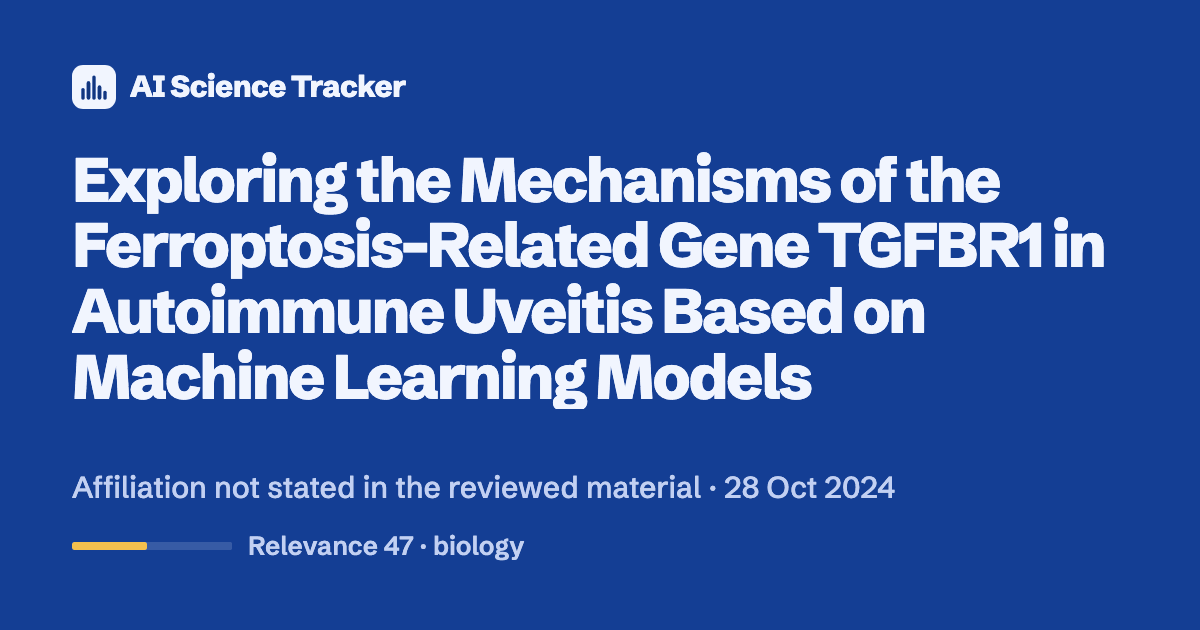 AI Science Tracker
Exploring the Mechanisms of the
Ferroptosis-Related Gene TGFBR1 in
Autoimmune Uveitis Based on
Machine Learning Models
Affiliation not stated in the reviewed material · 28 Oct 2024
Relevance 47 · biology